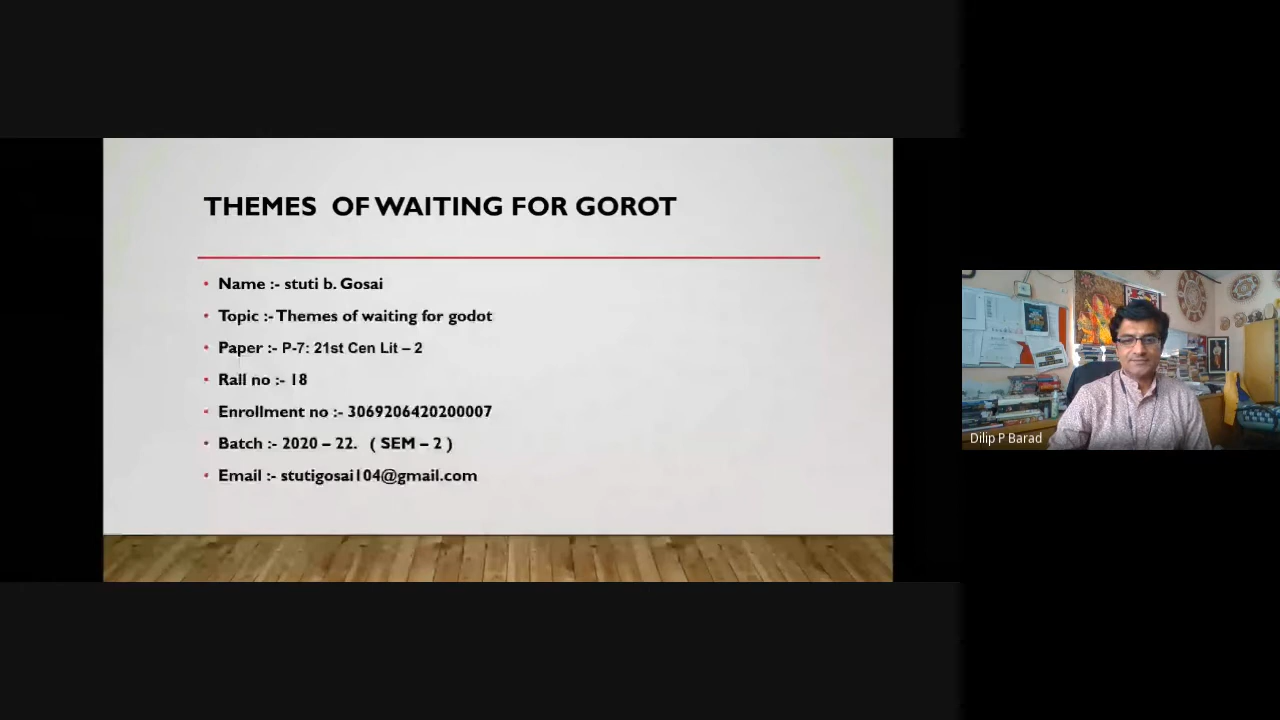 THEMES OF WAITING FOR GOROT
• Name :- stuti b. Gosai
• Topic :- Themes of waiting for godot
• Paper :- P-7: 21st Cen Lit – 2
• Rall no :- 18
• Enrollment no :- 3069206420200007
• Batch :- 2020 – 22. ( SEM – 2 )
• Email :- stutigosai104@gmail.com
Dilip P Barad